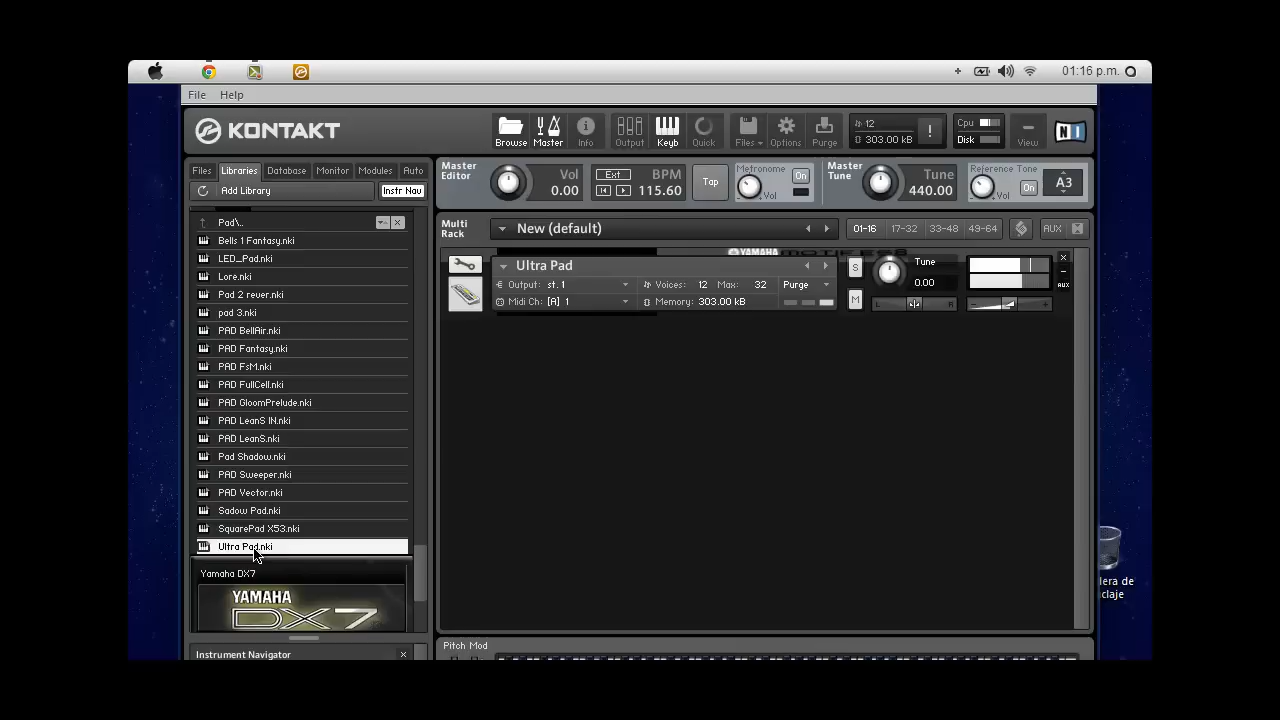 01:16 p.m.
File Help
KONTAKT
Browse Master Info Output Keyb Quick Files Options Purge View
12
303.00 kB
!
Cpu
Disk
NI
Files Libraries Database Monitor Modules Auto
Add Library Instr Nav
Master Editor
Vol
0.00
Ext
BPM
115.60
Tap
Metronome
On
Vol
Master Tune
440.00
Reference Tone
On
Vol
A3
Multi Rack
New (default)
01-16 17-32 33-48 49-64 AUX
YAMAHA
Pad\..
Bells 1 Fantasy.nki
LED_Pad.nki
Lore.nki
Pad 2 reuer.nki
pad 3.nki
PAD BellAir.nki
PAD Fantasy.nki
PAD FsM.nki
PAD FullCell.nki
PAD GloomPrelude.nki
PAD LeanS IN.nki
PAD LeanS.nki
Pad Shadow.nki
PAD Sweeper.nki
PAD Vector.nki
Sadow Pad.nki
SquarePad X53.nki
Ultra Pad.nki
Ultra Pad
Output: st. 1
Voices: 12 Max: 32 Purge
Midi Ch: [A] 1
Memory: 303.00 kB
S
M
Tune
0.00
L R
- +
AUX
Yamaha DX7
YAMAHA
DX7
Instrument Navigator
Pitch Mod
lera de
claje